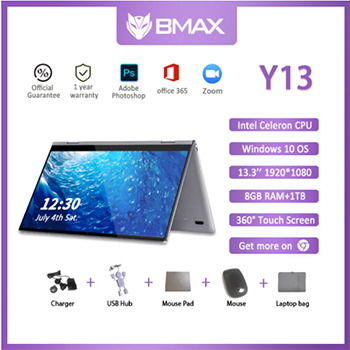 BMAX
Y13
Official
Guarantee
%
1 year
warranty
Ps
Adobe
Photoshop
office 365
Zoom
Intel Celeron CPU
Windows 10 OS
13.3'' 1920*1080
8GB RAM+1TB
360° Touch Screen
Get more on
12:30
July 4th Sat.
Charger
+
USB Hub
+
Mouse Pad
+
Mouse
+
Laptop bag